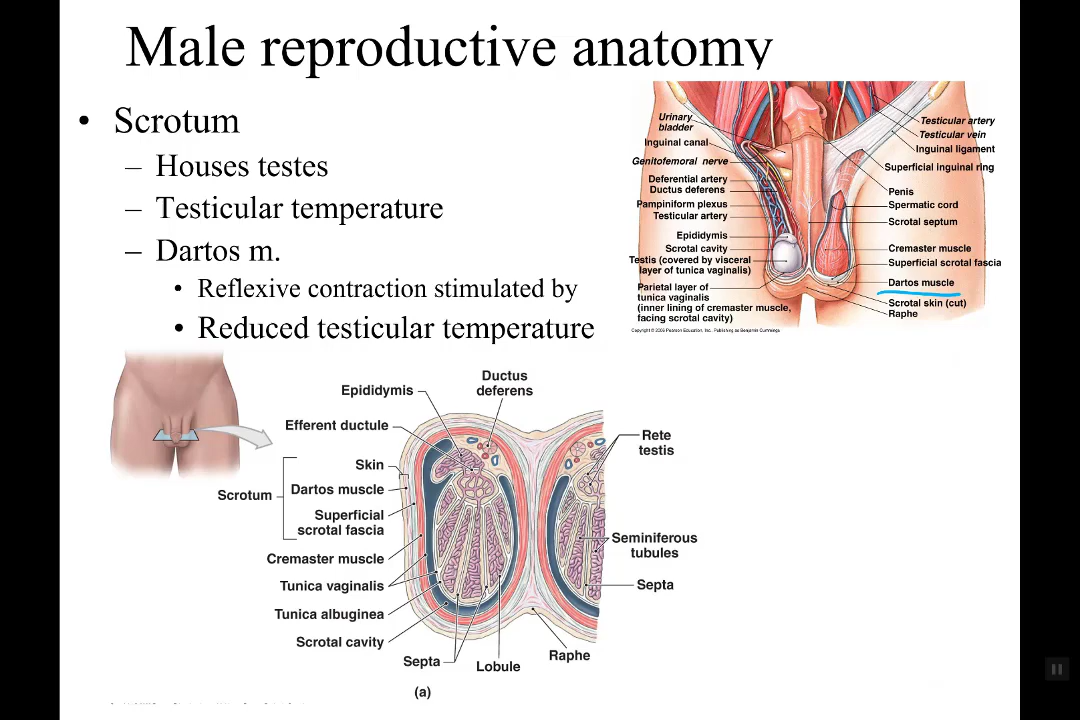 Male reproductive anatomy
• Scrotum
– Houses testes
– Testicular temperature
– Dartos m.
• Reflexive contraction stimulated by
• Reduced testicular temperature
Urinary
bladder
Inguinal canal
Genitofemoral nerve
Deferential artery
Ductus deferens
Pampiniform plexus
Testicular artery
Epididymis
Scrotal cavity
Testis (covered by visceral
layer of tunica vaginalis)
Parietal layer of
tunica vaginalis
(inner lining of cremaster muscle,
facing scrotal cavity)
Testicular artery
Testicular vein
Inguinal ligament
Superficial inguinal ring
Penis
Spermatic cord
Scrotal septum
Cremaster muscle
Superficial scrotal fascia
Dartos muscle
Scrotal skin (cut)
Raphe
Copyright © 2009 Pearson Education, Inc., Publishing as Benjamin Cummings
Ductus
deferens
Epididymis
Efferent ductule
Skin
Scrotum
Dartos muscle
Superficial
scrotal fascia
Cremaster muscle
Tunica vaginalis
Tunica albuginea
Scrotal cavity
Septa
Lobule
Raphe
Rete
testis
Seminiferous
tubules
Septa
(a)